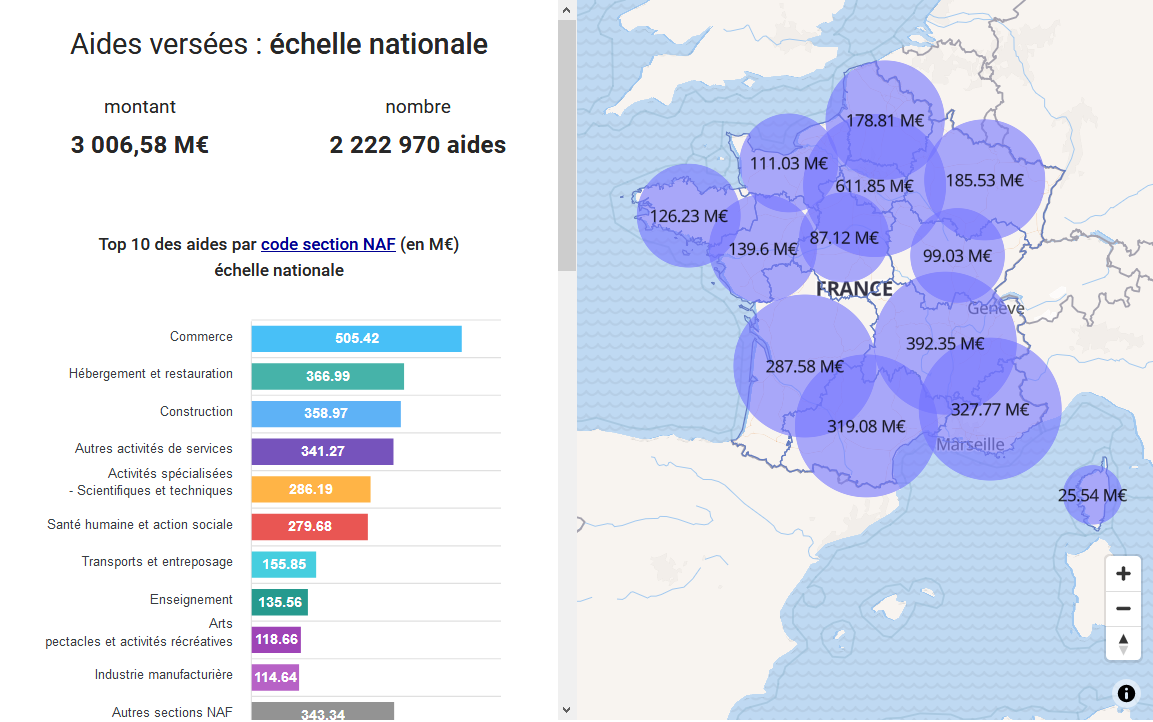 Aides versées : échelle nationale
montant
nombre
3 006,58 M€
2 222 970 aides
Top 10 des aides par code section NAF (en M€)
échelle nationale
Commerce
505.42
Hébergement et restauration
366.99
Construction
358.97
Autres activités de services
341.27
Activités spécialisées
- Scientifiques et techniques
286.19
Santé humaine et action sociale
279.68
Transports et entreposage
155.85
Enseignement
135.56
Arts
pectacles et activités récréatives
118.66
Industrie manufacturière
114.64
Autres sections NAF
343.34
178.81 M€
111.03 M€
611.85 M€
185.53 M€
126.23 M€
139.6 M€
87.12 M€
99.03 M€
FRANCE
Genève
392.35 M€
287.58 M€
327.77 M€
319.08 M€
Marseille
25.54 M€